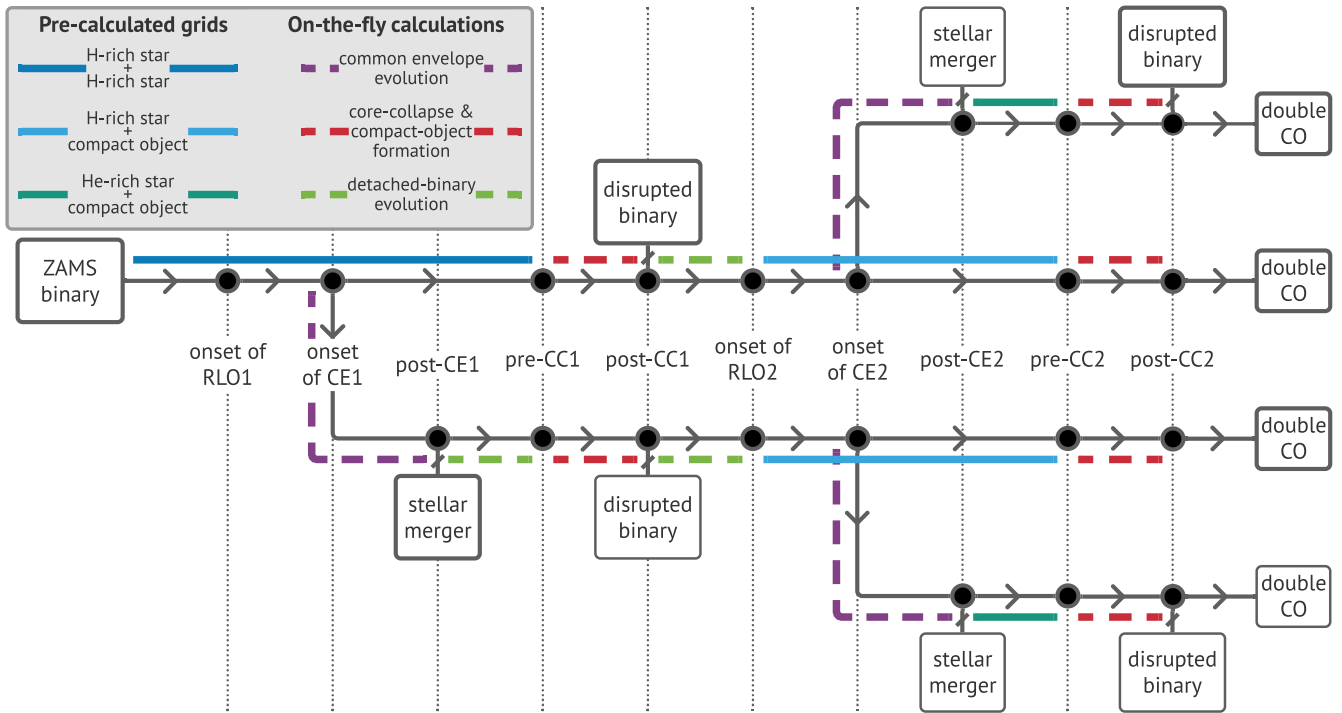 Pre-calculated grids
On-the-fly calculations
H-rich star
+
H-rich star
common envelope
evolution
H-rich star
+
compact object
core-collapse &
compact-object
formation
He-rich star
+
compact object
detached-binary
evolution
stellar
merger
disrupted
binary
double
CO
disrupted
binary
ZAMS
binary
double
CO
onset of
RLO1
onset
of CE1
post-CE1
pre-CC1
post-CC1
onset of
RLO2
onset
of CE2
post-CE2
pre-CC2
post-CC2
double
CO
stellar
merger
disrupted
binary
double
CO
stellar
merger
disrupted
binary